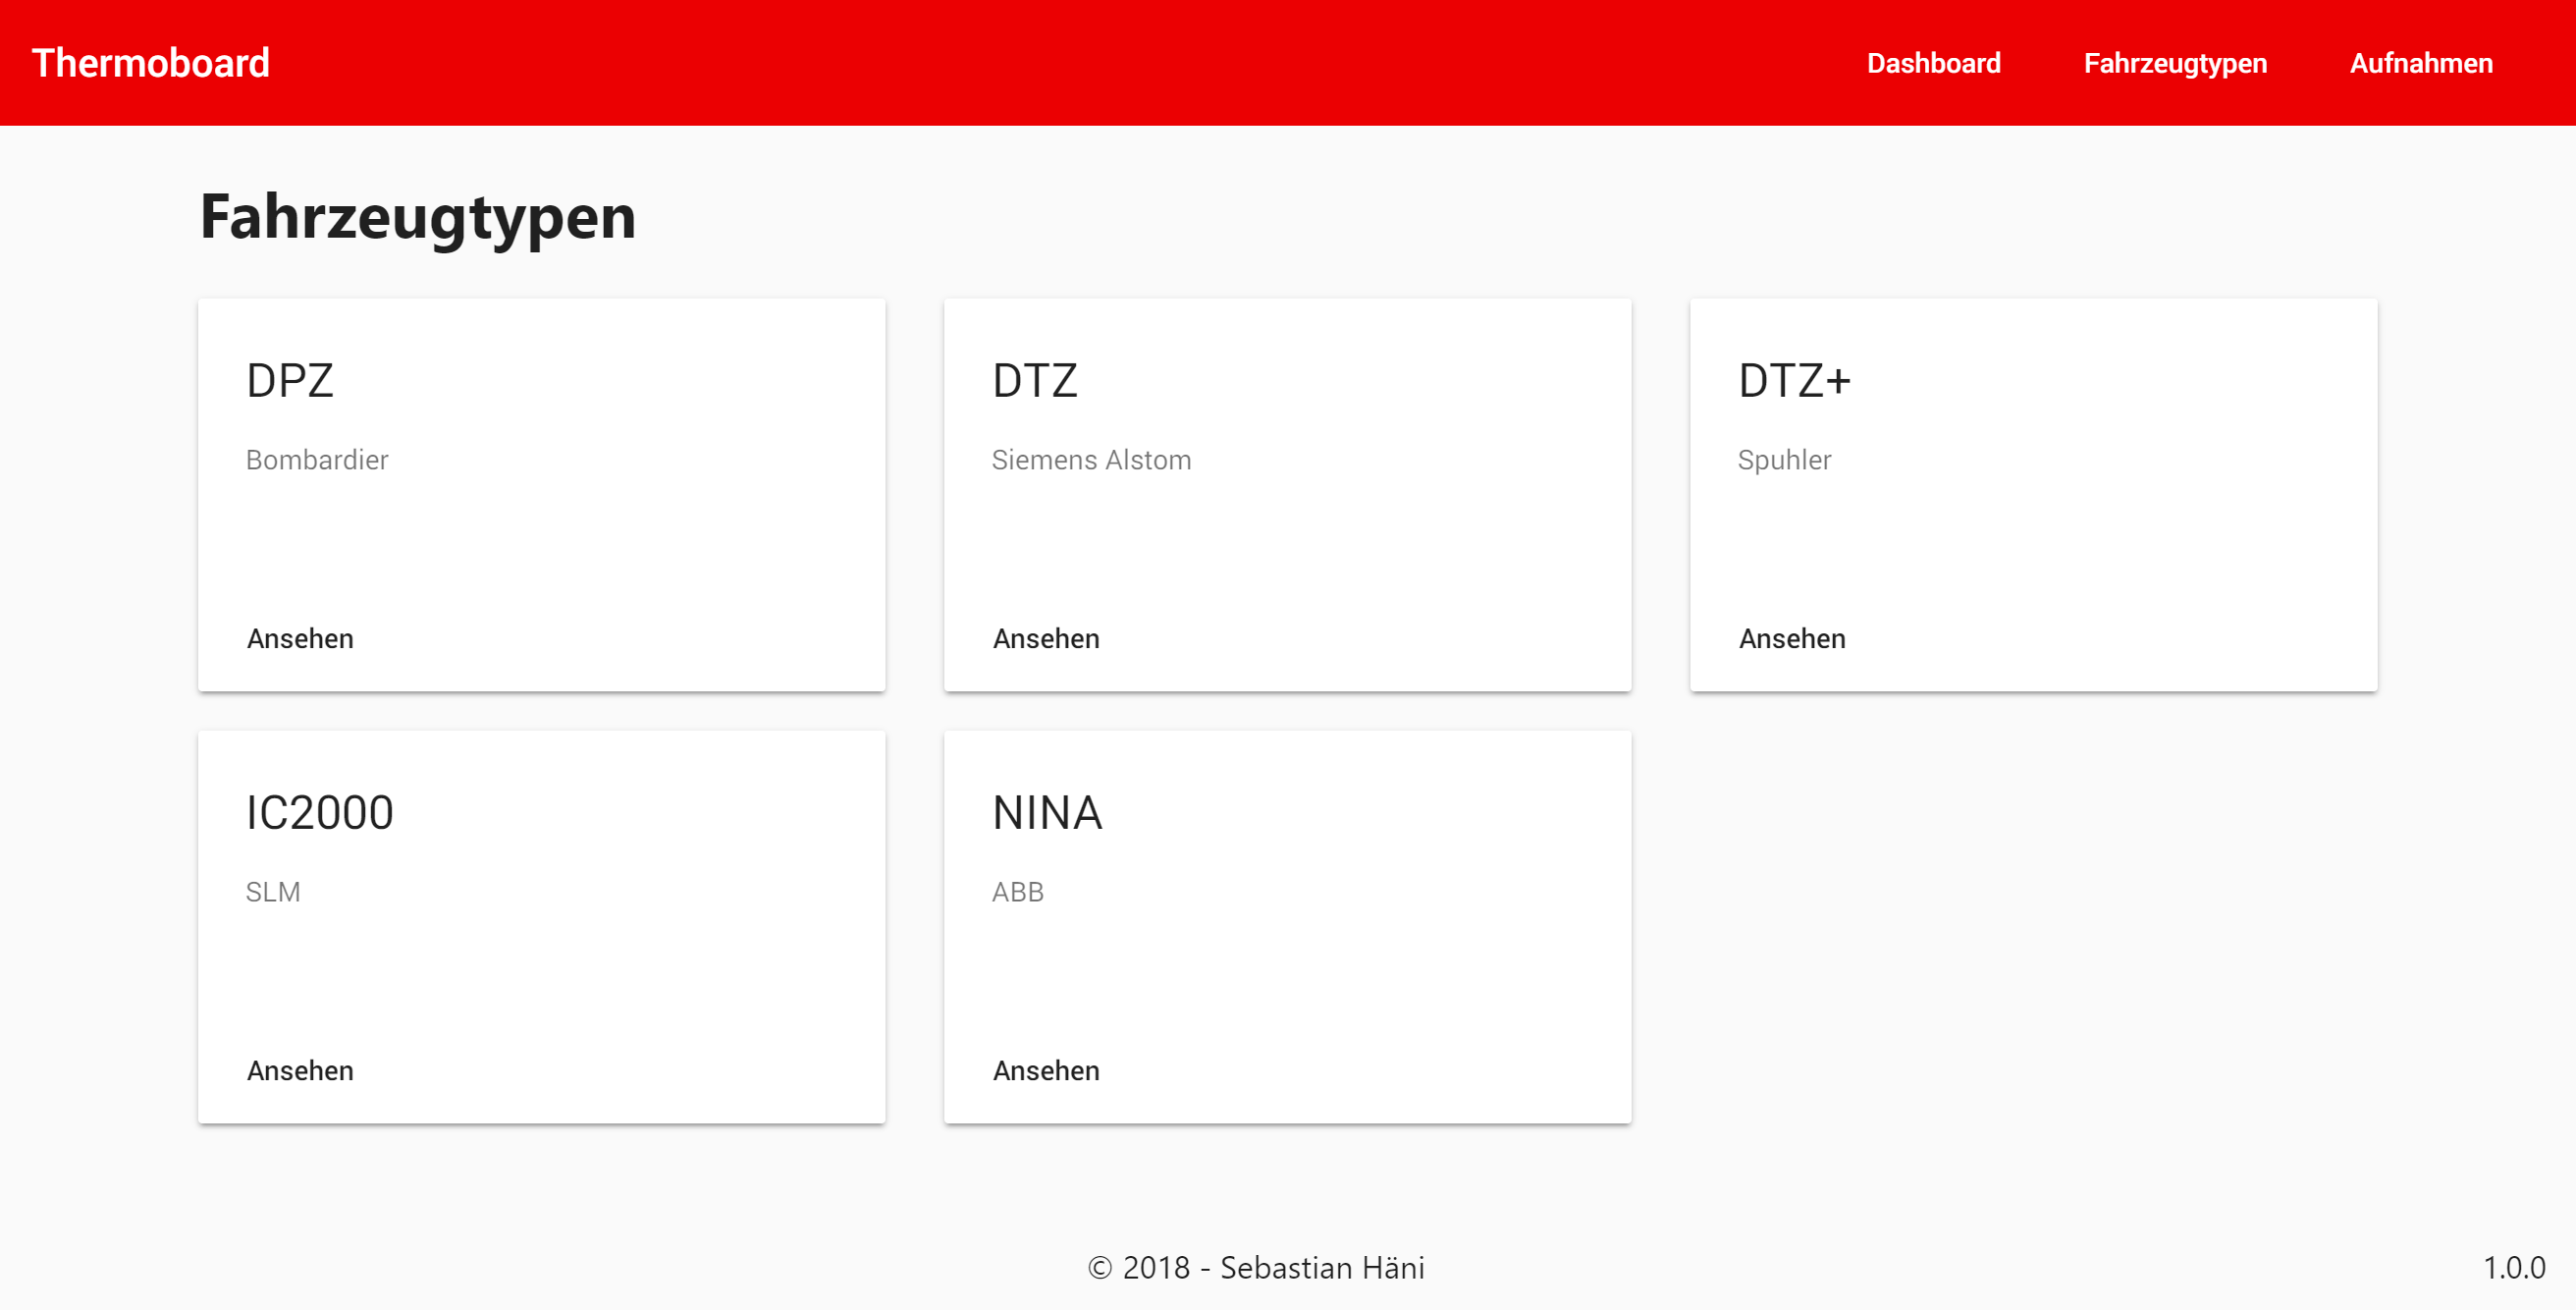 Thermoboard
Dashboard Fahrzeugtypen Aufnahmen
Fahrzeugtypen
DPZ
Bombardier
Ansehen
DTZ
Siemens Alstom
Ansehen
DTZ+
Spuhler
Ansehen
IC2000
SLM
Ansehen
NINA
ABB
Ansehen
© 2018 - Sebastian Häni
1.0.0